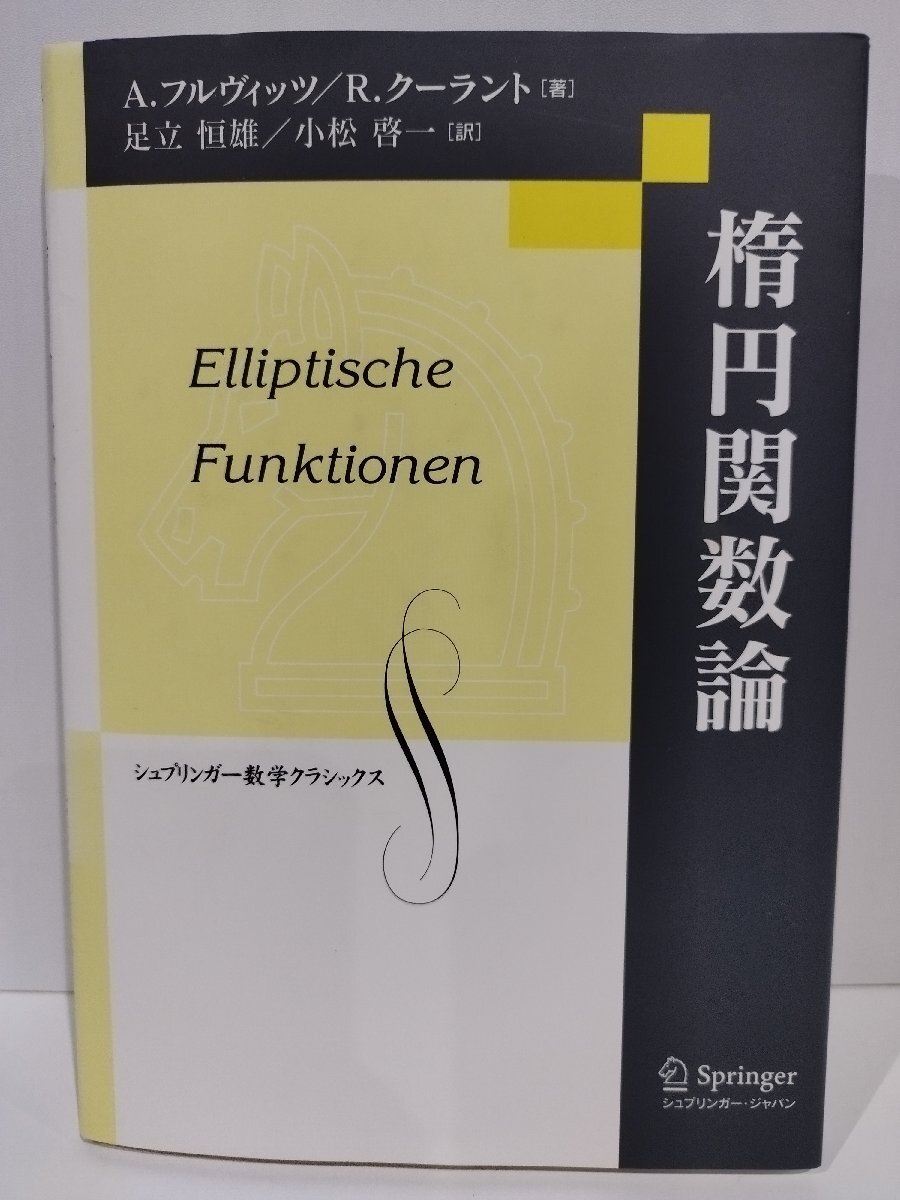 A.フルヴィッツ／R.クーラント［著］
足立 恒雄／小松 啓一［訳］
楕円関数論
Elliptische
Funktionen
シュプリンガー数学クラシックス
Springer
シュプリンガー・ジャパン